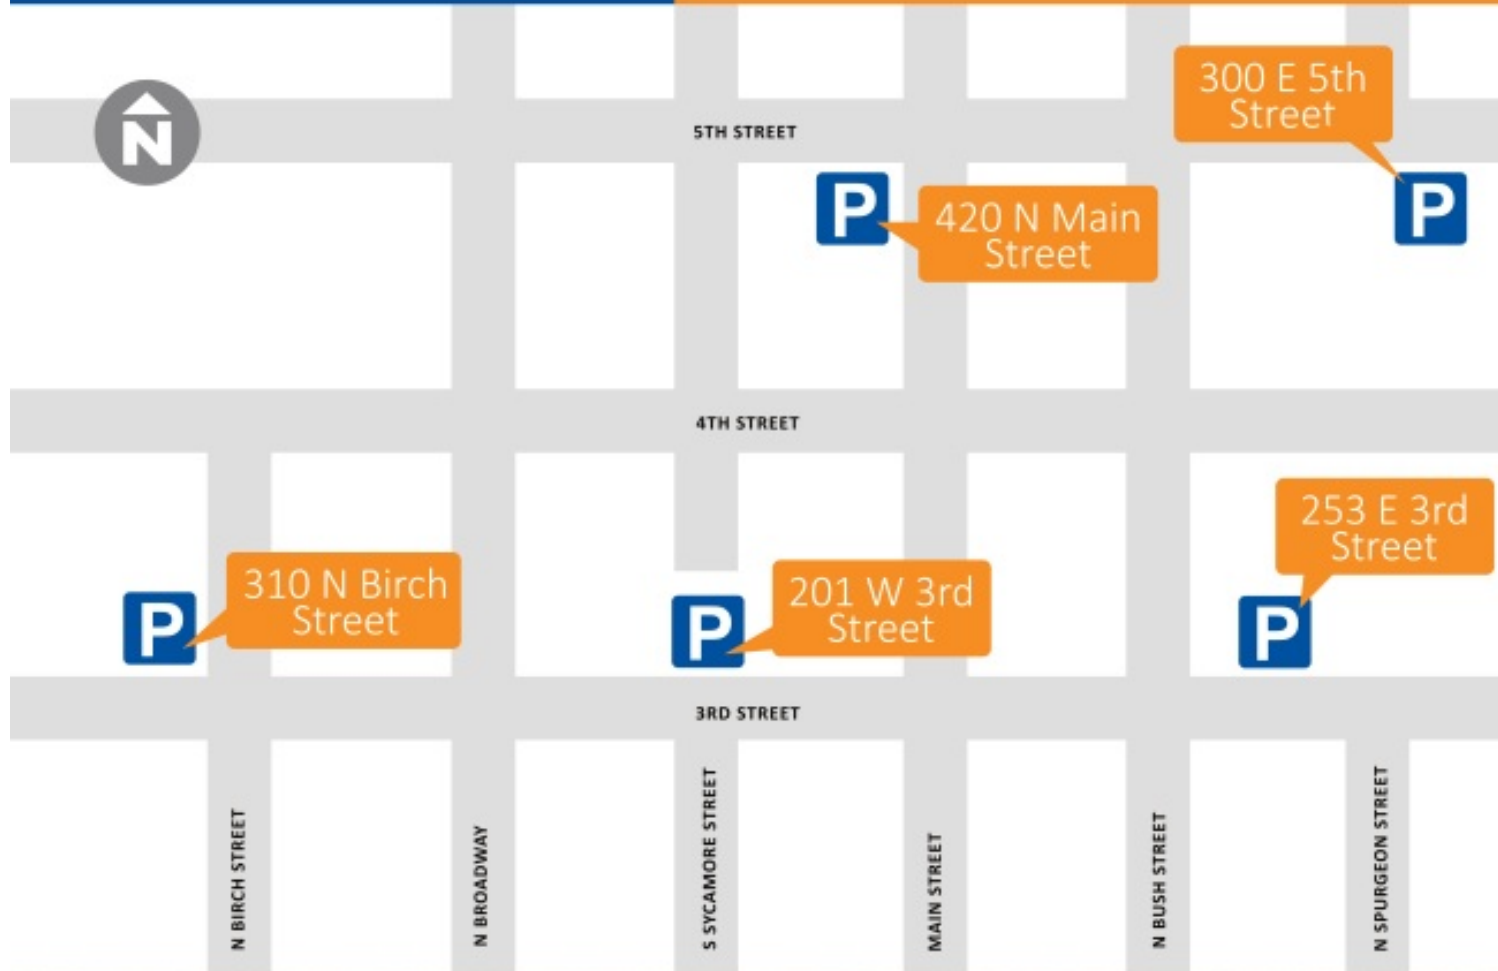 300 E 5th
Street
N
5TH STREET
P
420 N Main
Street
P
4TH STREET
253 E 3rd
Street
310 N Birch
Street
P
201 W 3rd
Street
P
P
3RD STREET
N BIRCH STREET
N BROADWAY
S SYCAMORE STREET
MAIN STREET
N BUSH STREET
N SPURGEON STREET